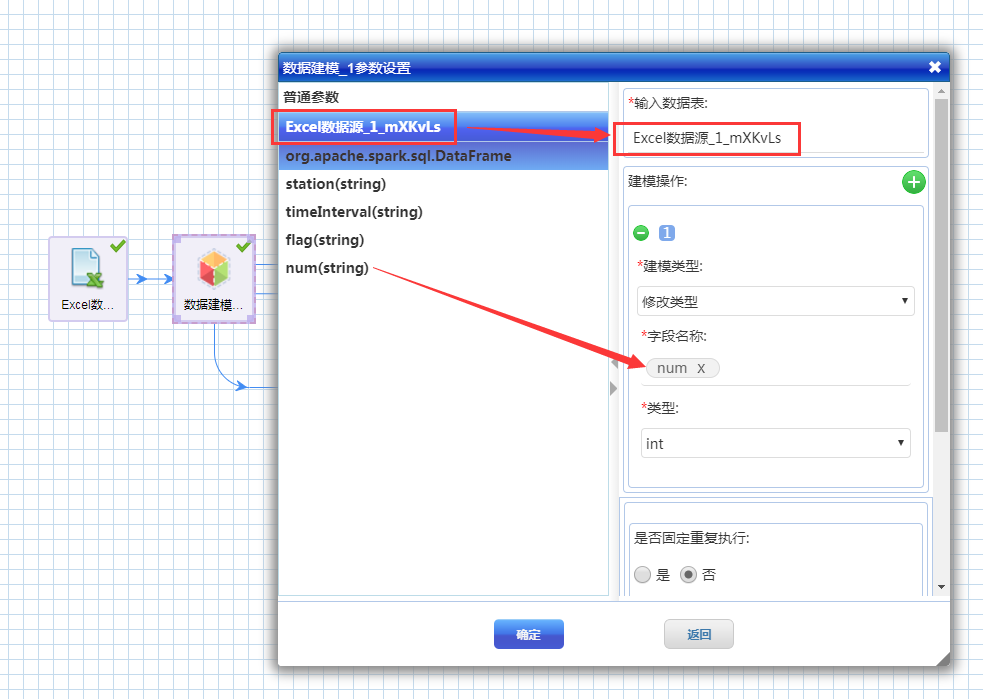 数据建模_1参数设置
普通参数
Excel数据源_1_mXKvLs
org.apache.spark.sql.DataFrame
station(string)
timeInterval(string)
flag(string)
num(string)
*输入数据表:
Excel数据源_1_mXKvLs
建模操作:
1
*建模类型:
修改类型
*字段名称:
num X
*类型:
int
是否固定重复执行:
是 否
确定 返回
Excel数...
数据建模...